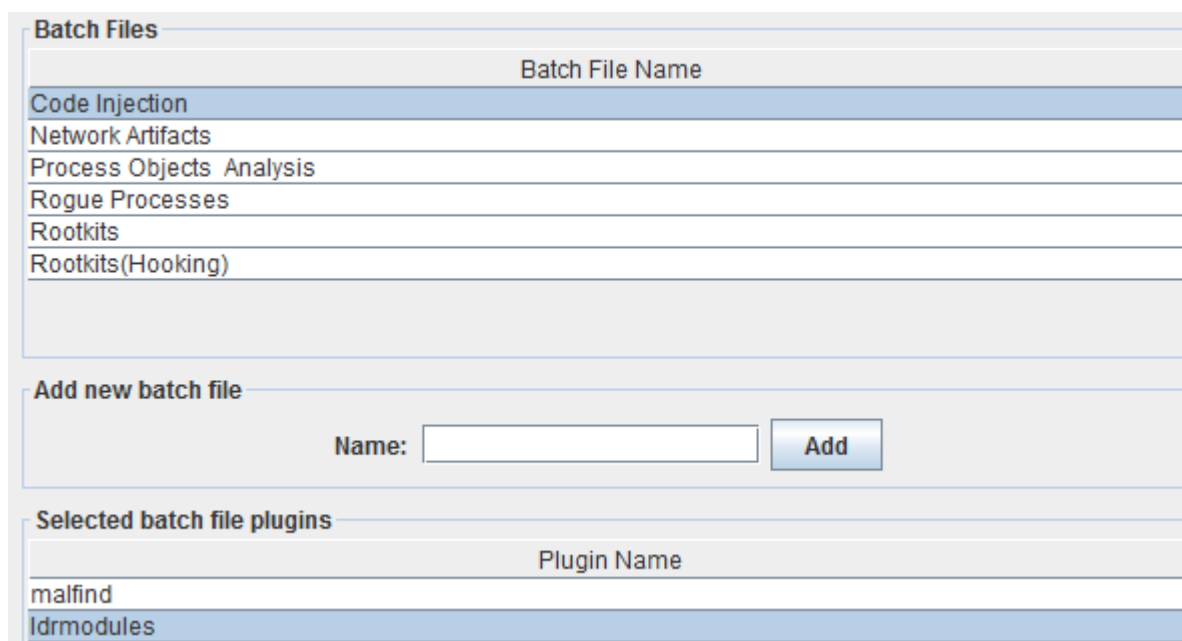 Batch Files
Batch File Name
Code Injection
Network Artifacts
Process Objects  Analysis
Rogue Processes
Rootkits
Rootkits(Hooking)
Add new batch file
Name: Add
Selected batch file plugins
Plugin Name
malfind
ldrmodules